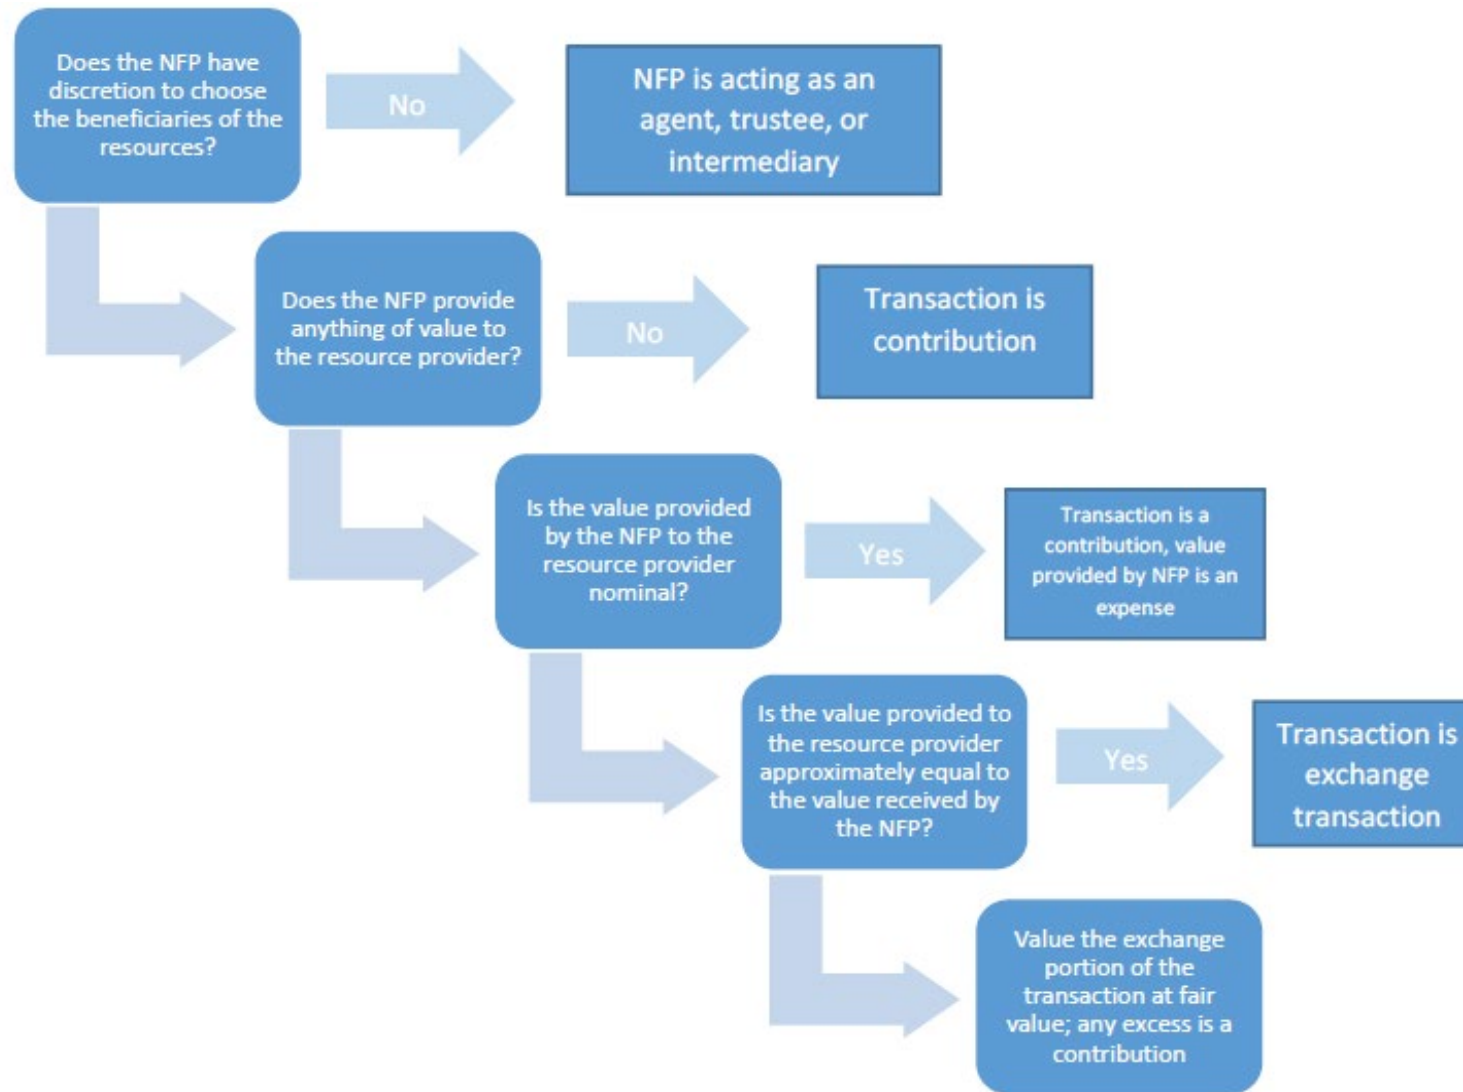 Does the NFP have
discretion to choose
the beneficiaries of the
resources?
No
NFP is acting as an
agent, trustee, or
intermediary
Does the NFP provide
anything of value to
the resource provider?
No
Transaction is
contribution
Is the value provided
by the NFP to the
resource provider
nominal?
Yes
Transaction is a
contribution, value
provided by NFP is an
expense
Is the value provided to
the resource provider
approximately equal to
the value received by
the NFP?
Yes
Transaction is
exchange
transaction
Value the exchange
portion of the
transaction at fair
value; any excess is a
contribution